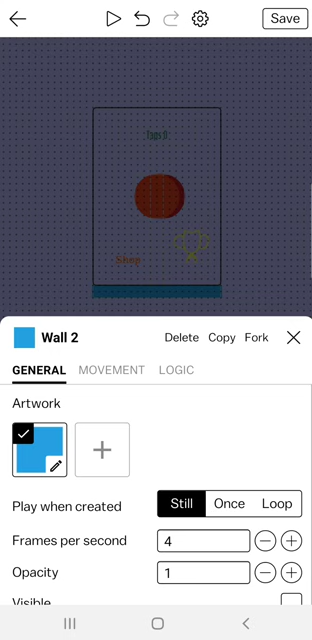 Save
Taps 0
Shop
Wall 2
Delete Copy Fork
GENERAL MOVEMENT LOGIC
Artwork
Play when created Still Once Loop
Frames per second 4
Opacity 1
Visible